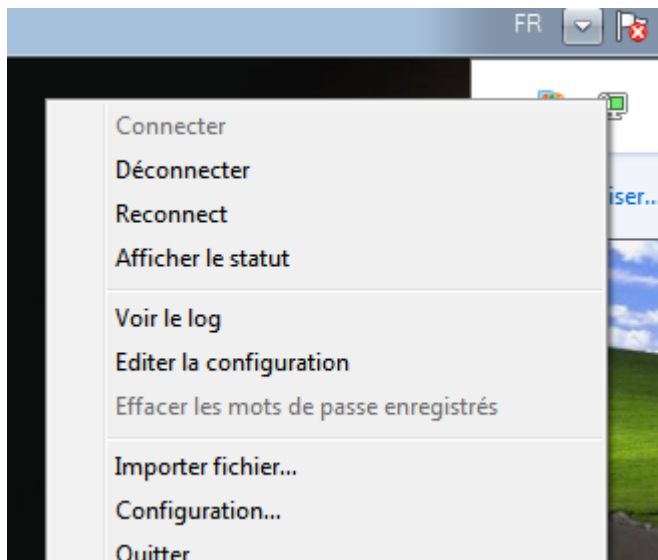 FR
Connecter
Déconnecter
Reconnect
Afficher le statut
iser...
Voir le log
Editer la configuration
Effacer les mots de passe enregistrés
Importer fichier...
Configuration...
Quitter